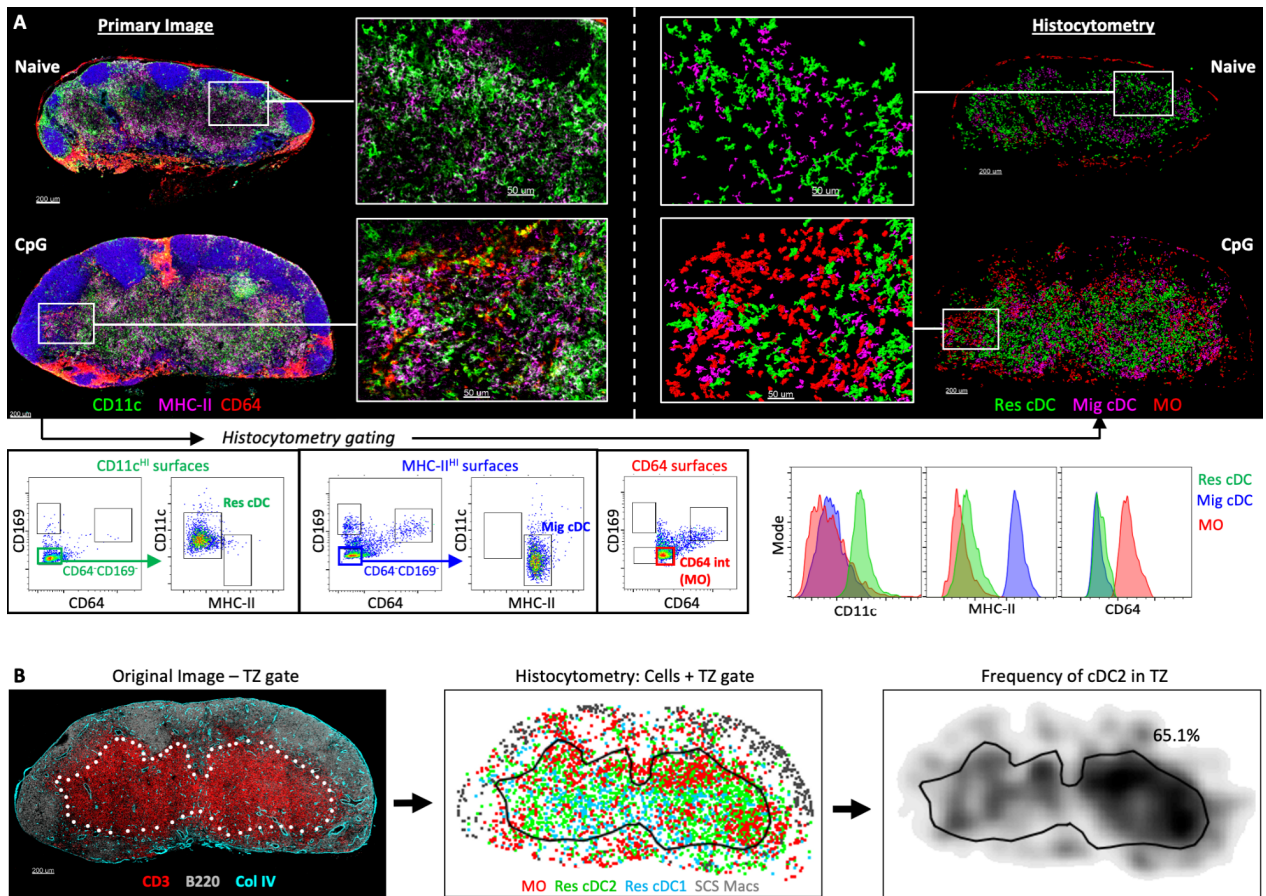 A
Primary Image
Histocytometry
Naive
Naive
50 um
50 um
200 um
200 um
CpG
CpG
50 um
50 um
200 um
200 um
CD11c MHC-II CD64
Res cDC Mig cDC MO
Histocytometry gating
CD11cHI surfaces
MHC-IIHI surfaces
CD64 surfaces
CD169
Res cDC
CD11c
CD64-CD169-
CD64
MHC-II
CD169
CD11c
Mig cDC
CD64-CD169-
CD64
MHC-II
CD169
CD64 int
(MO)
CD64
Mode
Res cDC
Mig cDC
MO
CD11c
MHC-II
CD64
B
Original Image – TZ gate
Histocytometry: Cells + TZ gate
Frequency of cDC2 in TZ
65.1%
200 um
CD3 B220 Col IV
MO Res cDC2 Res cDC1 SCS Macs